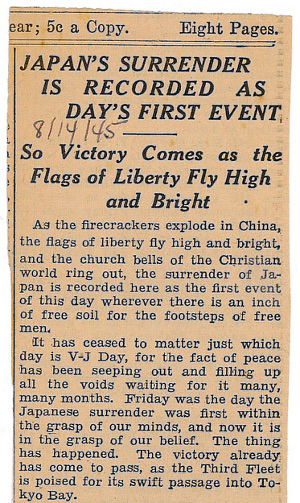 ear; 5c a Copy. Eight Pages.
JAPAN'S SURRENDER
IS RECORDED AS
DAY'S FIRST EVENT
8/14/45
So Victory Comes as the
Flags of Liberty Fly High
and Bright
As the firecrackers explode in China,
the flags of liberty fly high and bright,
and the church bells of the Christian
world ring out, the surrender of Ja-
pan is recorded here as the first event
of this day wherever there is an inch
of free soil for the footsteps of free
men.
It has ceased to matter just which
day is V-J Day, for the fact of peace
has been seeping out and filling up
all the voids waiting for it many,
many months. Friday was the day the
Japanese surrender was first within
the grasp of our minds, and now it is
in the grasp of our belief. The thing
has happened. The victory already
has come to pass, as the Third Fleet
is poised for its swift passage into To-
kyo Bay.